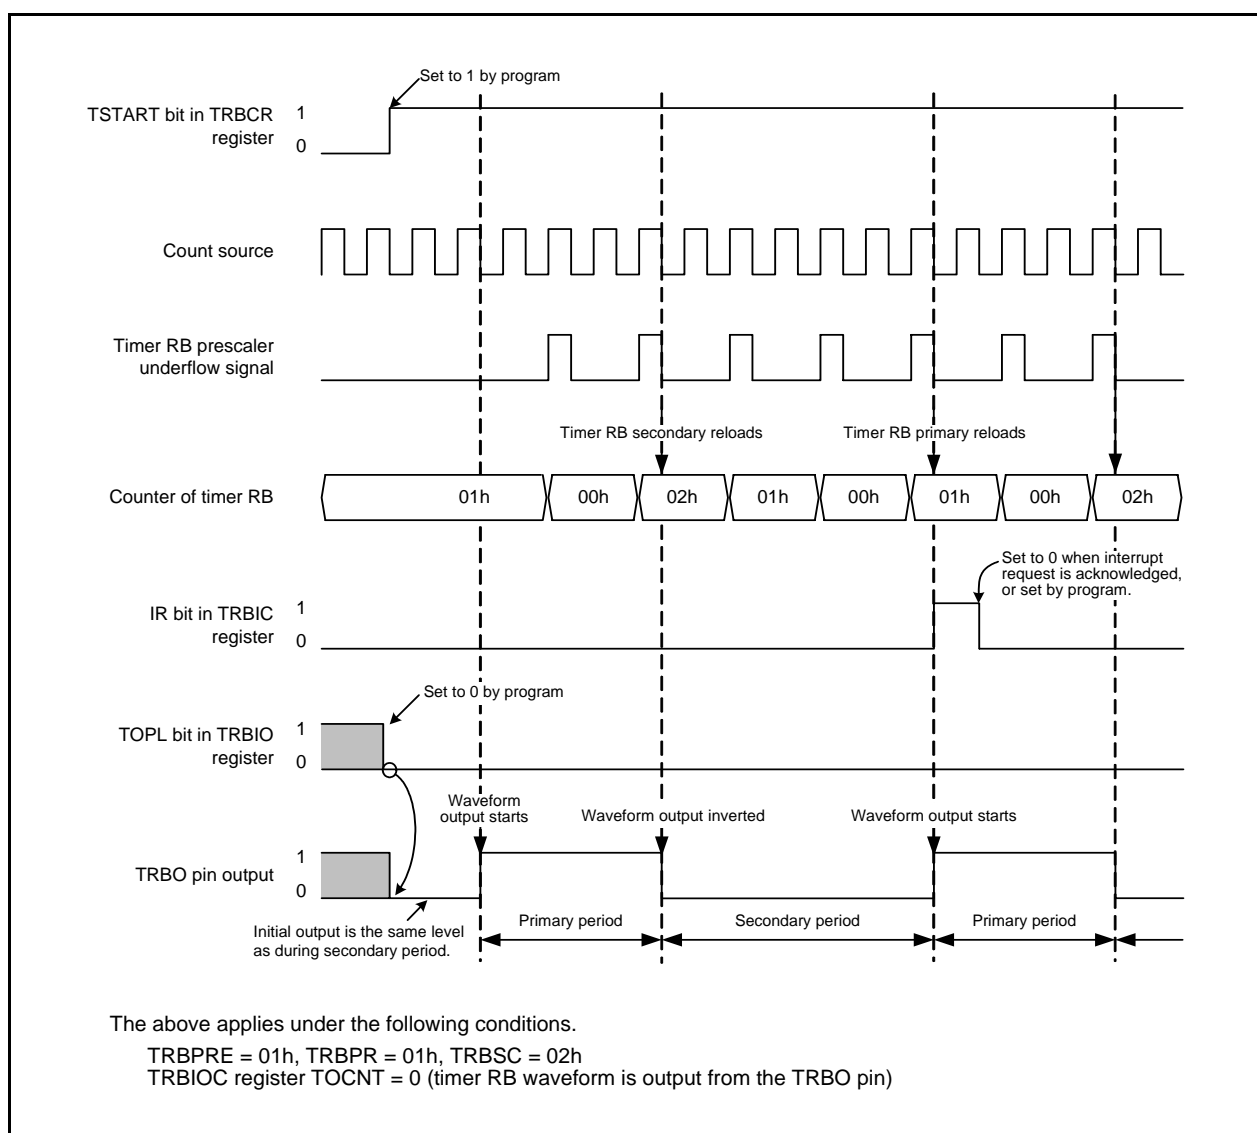 Set to 1 by program
TSTART bit in TRBCR
register
1
0
Count source
Timer RB prescaler
underflow signal
Timer RB secondary reloads
Timer RB primary reloads
Counter of timer RB
01h
00h
02h
01h
00h
01h
00h
02h
Set to 0 when interrupt
request is acknowledged,
or set by program.
IR bit in TRBIC
register
1
0
Set to 0 by program
TOPL bit in TRBIO
register
1
0
Waveform
output starts
Waveform output inverted
Waveform output starts
TRBO pin output
1
0
Initial output is the same level
as during secondary period.
Primary period
Secondary period
Primary period
The above applies under the following conditions.
TRBPRE = 01h, TRBPR = 01h, TRBSC = 02h
TRBIOC register TOCNT = 0 (timer RB waveform is output from the TRBO pin)